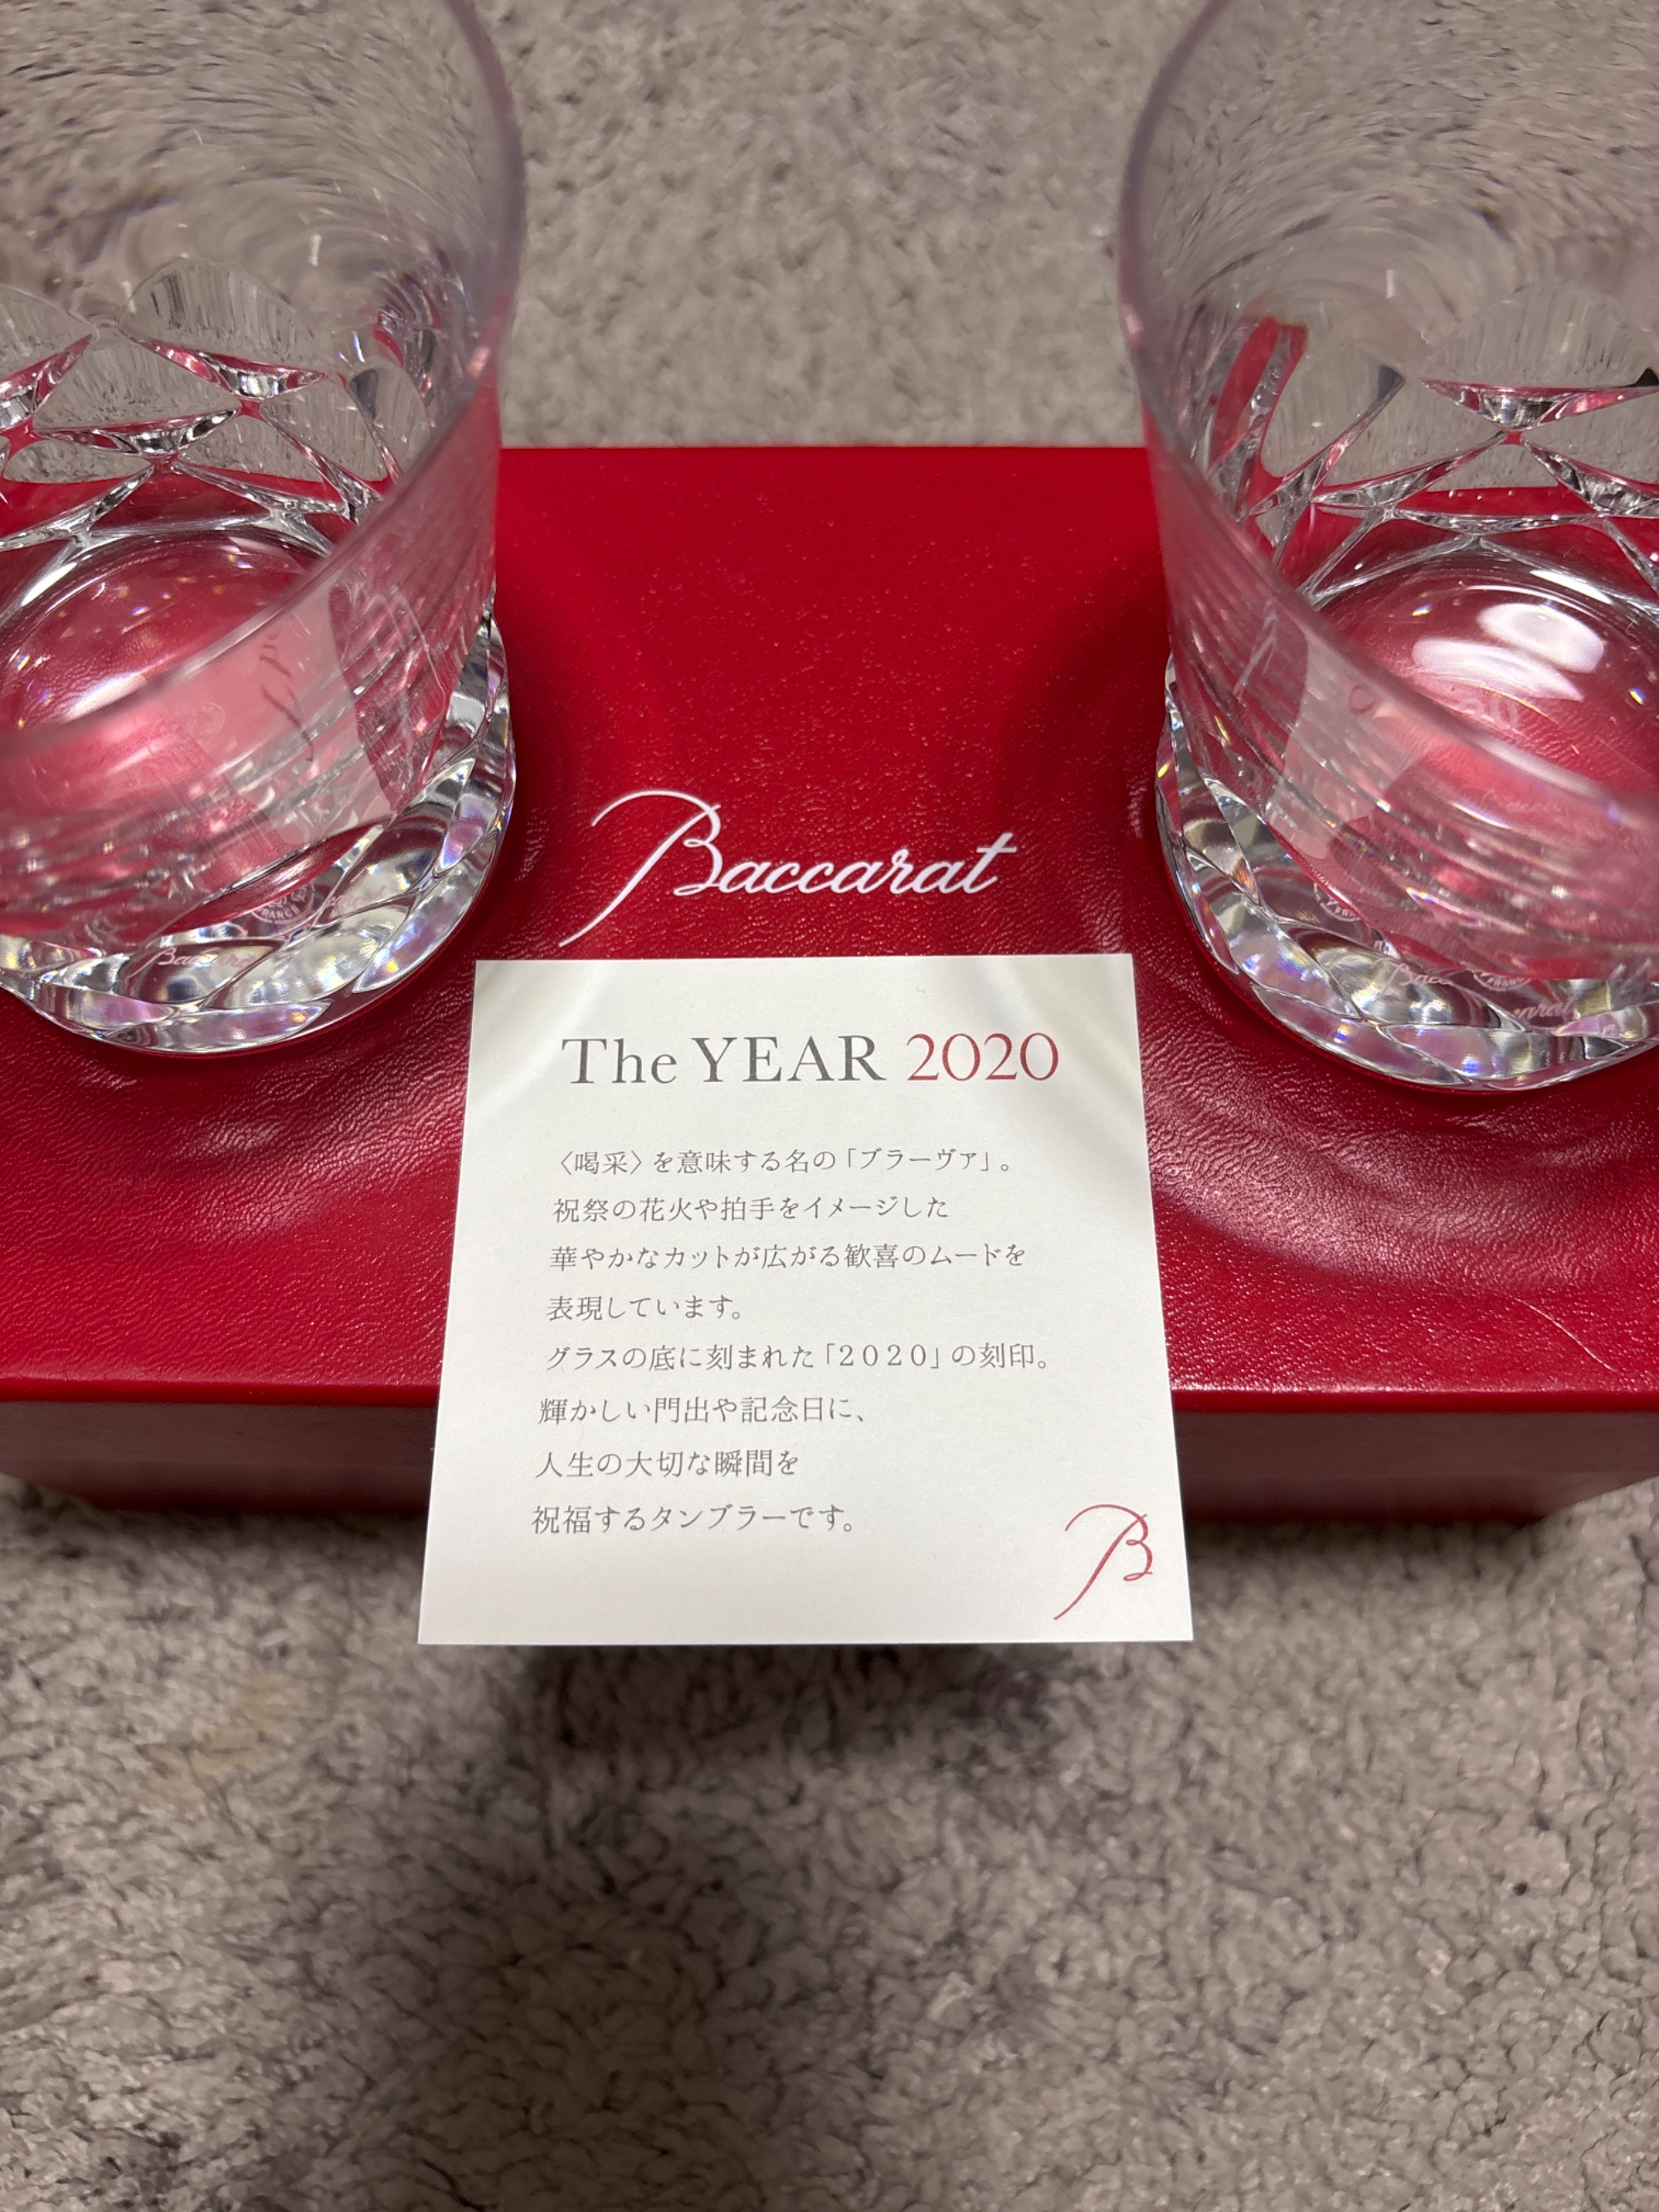 Baccarat
The YEAR 2020
〈喝采〉を意味する名の「ブラーヴァ」。
祝祭の花火や拍手をイメージした
華やかなカットが広がる歓喜のムードを
表現しています。
グラスの底に刻まれた「2020」の刻印。
輝かしい門出や記念日に、
人生の大切な瞬間を
祝福するタンブラーです。
B